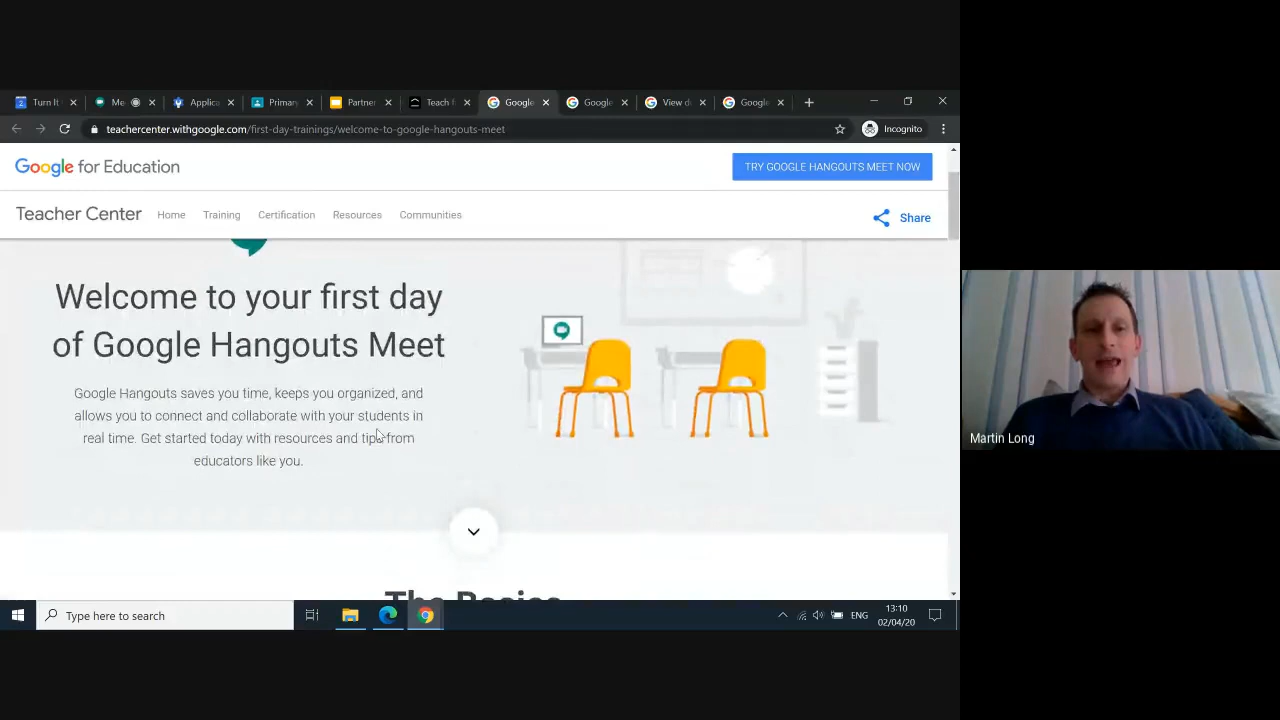 Turn It
Me
Applica
Primary
Partner
Teach f
Google
Google
View d
Google
teachercenter.withgoogle.com/first-day-trainings/welcome-to-google-hangouts-meet
Incognito
Google for Education
TRY GOOGLE HANGOUTS MEET NOW
Teacher Center
Home
Training
Certification
Resources
Communities
Share
Welcome to your first day
of Google Hangouts Meet
Google Hangouts saves you time, keeps you organized, and
allows you to connect and collaborate with your students in
real time. Get started today with resources and tips from
educators like you.
The Basics
Martin Long
Type here to search
ENG
13:10
02/04/20